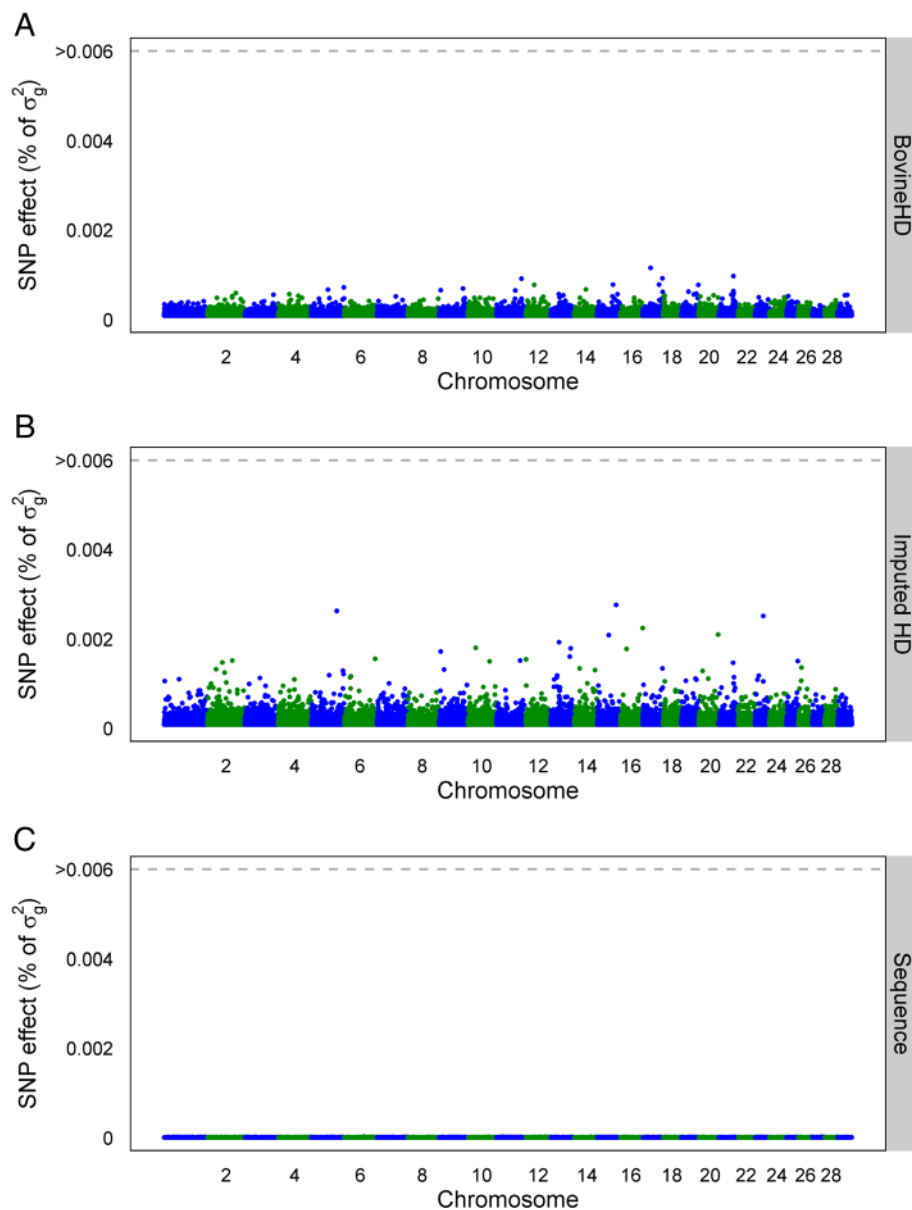 A
>0.006
0.004
0.002
0
SNP effect (% of σ²g)
BovineHD
2 4 6 8 10 12 14 16 18 20 22 24 26 28
Chromosome
B
>0.006
0.004
0.002
0
SNP effect (% of σ²g)
Imputed HD
2 4 6 8 10 12 14 16 18 20 22 24 26 28
Chromosome
C
>0.006
0.004
0.002
0
SNP effect (% of σ²g)
Sequence
2 4 6 8 10 12 14 16 18 20 22 24 26 28
Chromosome